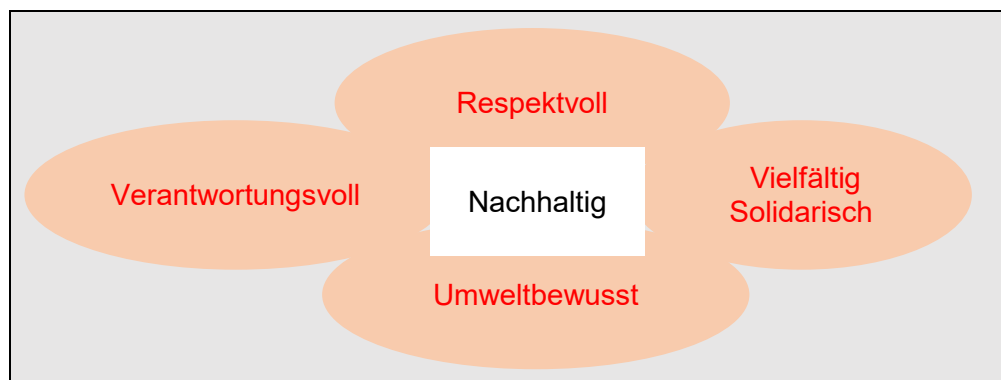 Respektvoll
Verantwortungsvoll
Nachhaltig
Vielfältig
Solidarisch
Umweltbewusst